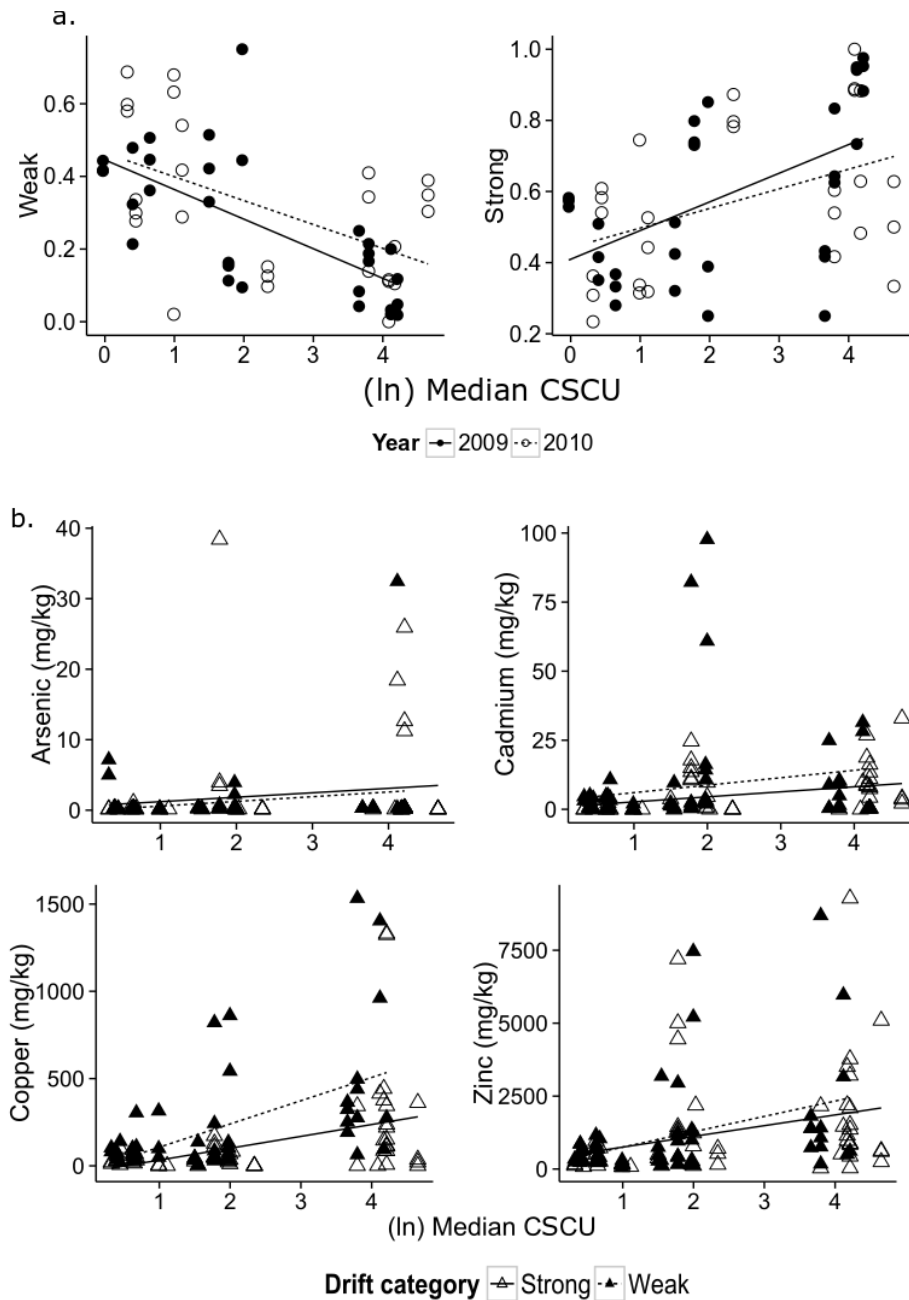 a.
Weak
0.6
0.4
0.2
0.0
0 1 2 3 4
Strong
1.0
0.8
0.6
0.4
0.2
0 1 2 3 4
(ln) Median CSCU
Year 2009 2010
b.
Arsenic (mg/kg)
40
30
20
10
0
1 2 3 4
Cadmium (mg/kg)
100
75
50
25
0
1 2 3 4
Copper (mg/kg)
1500
1000
500
0
1 2 3 4
Zinc (mg/kg)
7500
5000
2500
0
1 2 3 4
(ln) Median CSCU
Drift category Strong Weak